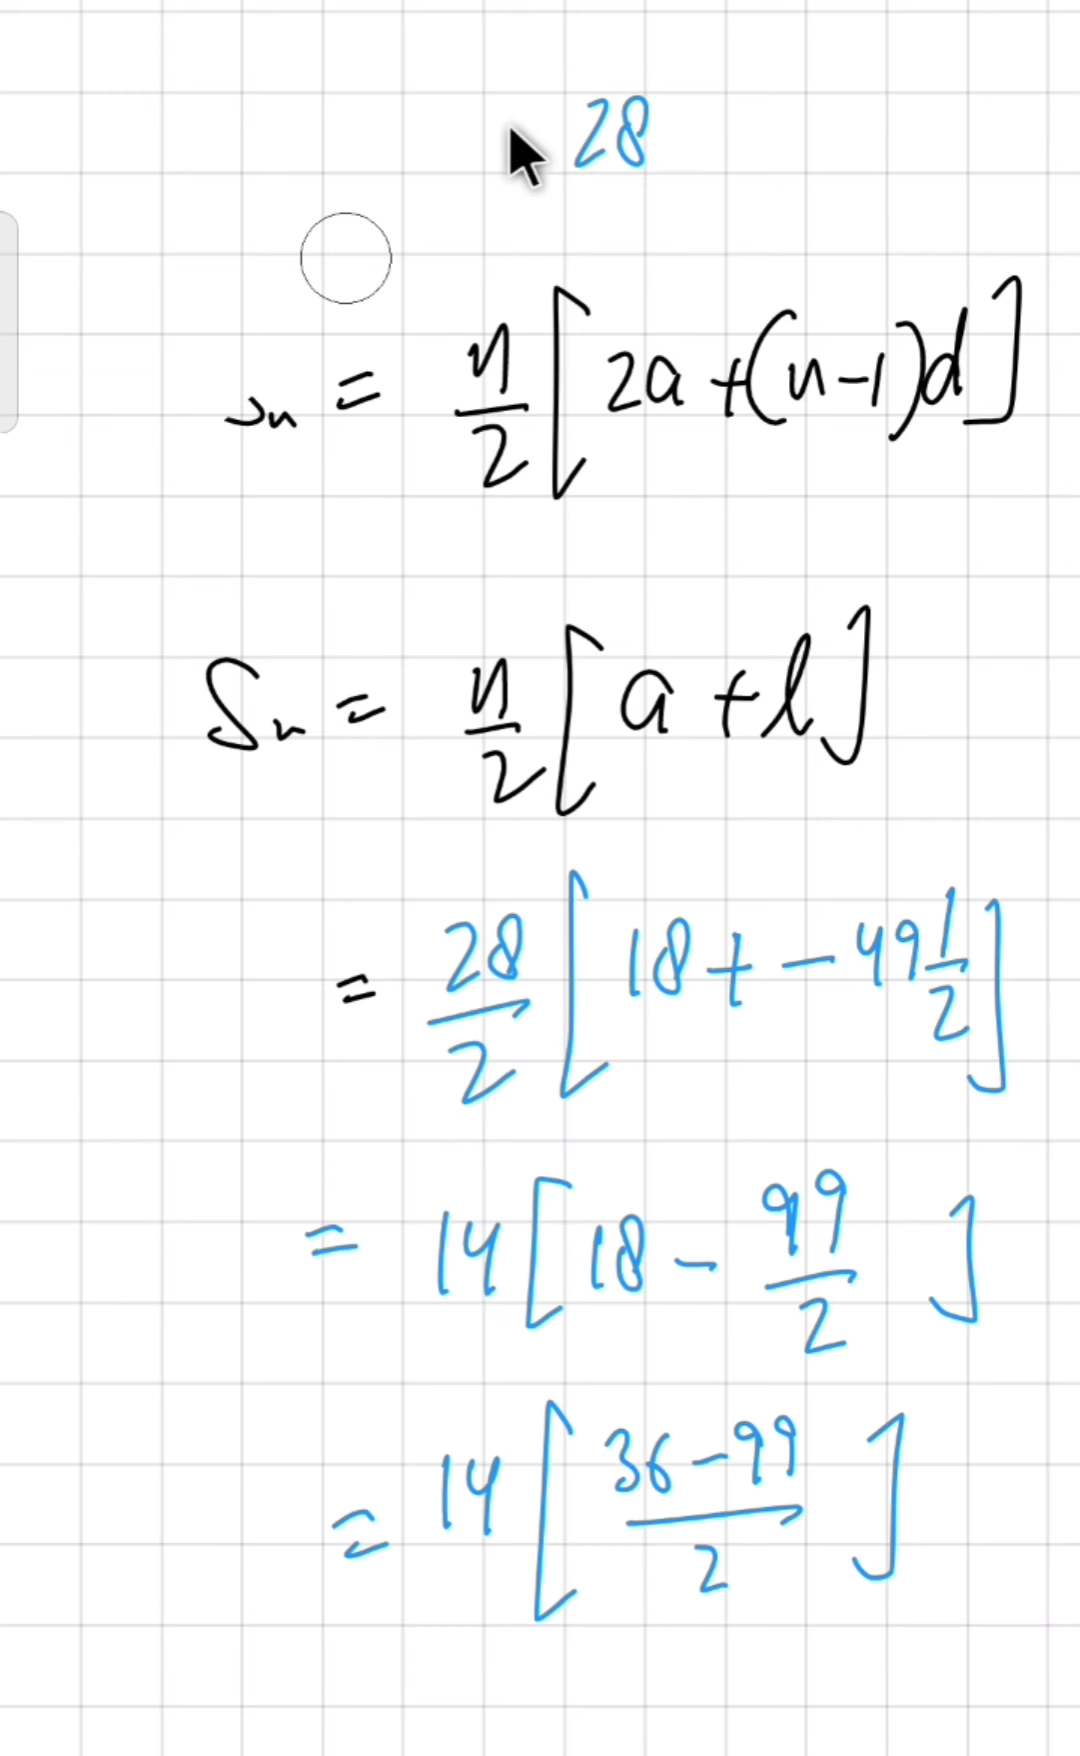 28
Sn = n/2 [2a + (n-1)d]
Sn = n/2 [a + l]
= 28/2 [18 + - 49 1/2]
= 14 [18 - 99/2]
= 14 [(36-99)/2]